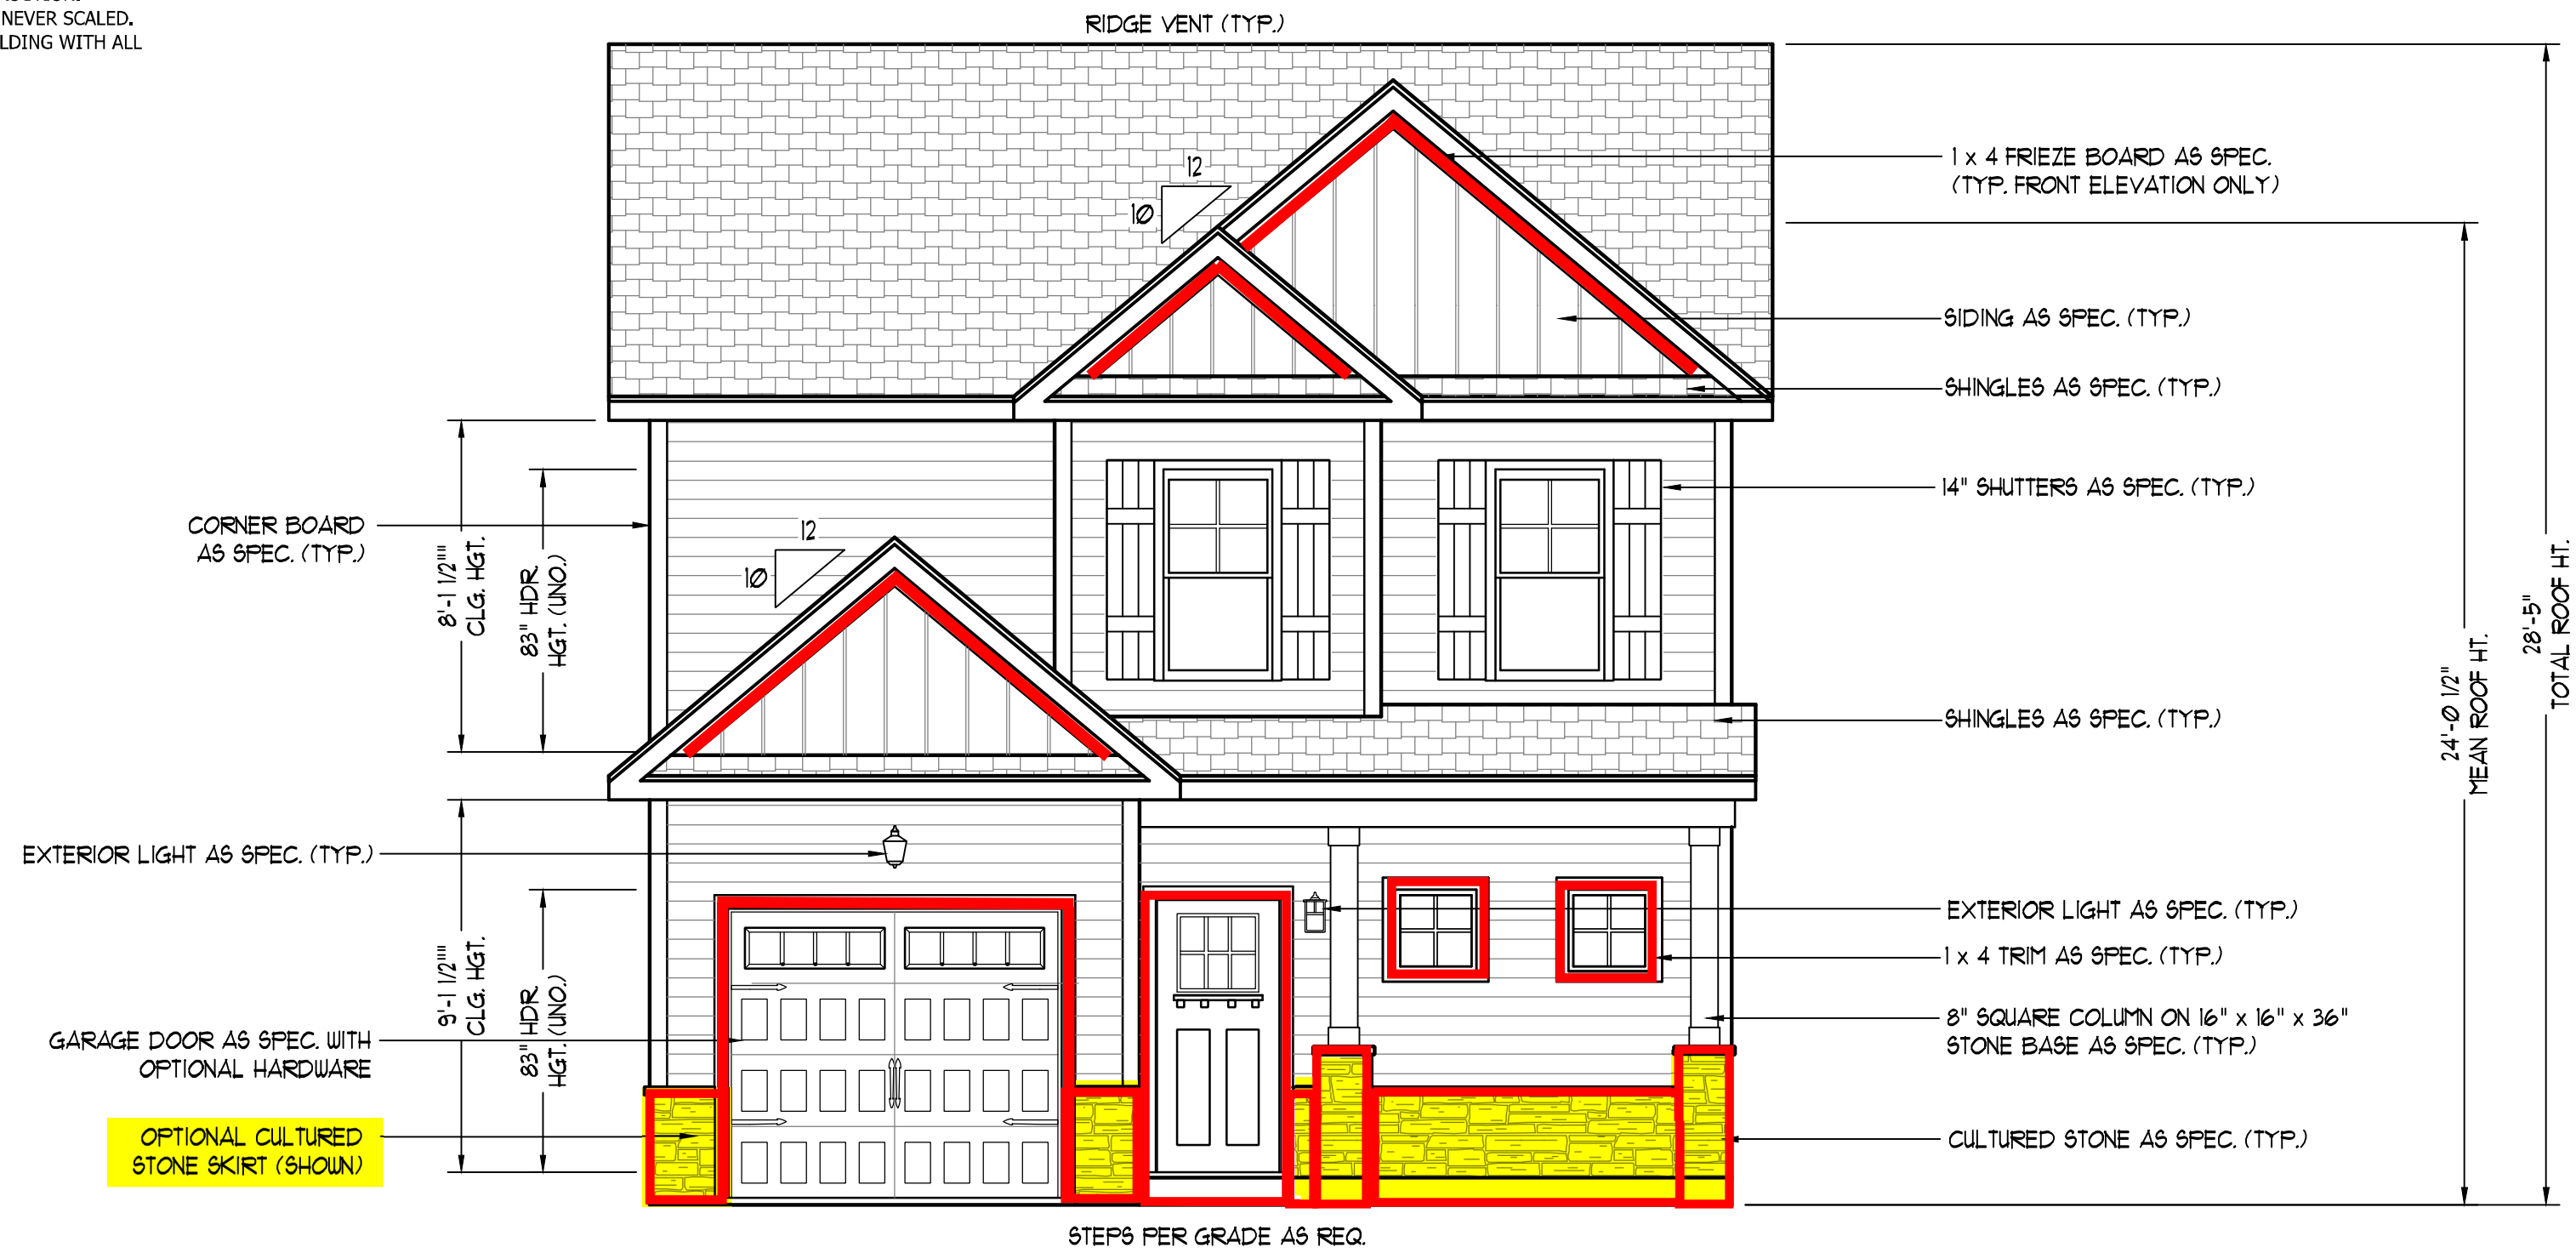 NEVER SCALED.
LDING WITH ALL
RIDGE VENT (TYP.)
12
10
1 x 4 FRIEZE BOARD AS SPEC.
(TYP. FRONT ELEVATION ONLY)
SIDING AS SPEC. (TYP.)
SHINGLES AS SPEC. (TYP.)
14" SHUTTERS AS SPEC. (TYP.)
CORNER BOARD
AS SPEC. (TYP.)
8'-1 1/2""
CLG. HGT.
83" HDR.
HGT. (UNO.)
12
10
28'-5"
TOTAL ROOF HT.
24'-0 1/2"
MEAN ROOF HT.
SHINGLES AS SPEC. (TYP.)
EXTERIOR LIGHT AS SPEC. (TYP.)
9'-1 1/2""
CLG. HGT.
83" HDR.
HGT. (UNO.)
EXTERIOR LIGHT AS SPEC. (TYP.)
1 x 4 TRIM AS SPEC. (TYP.)
8" SQUARE COLUMN ON 16" x 16" x 36"
STONE BASE AS SPEC. (TYP.)
GARAGE DOOR AS SPEC. WITH
OPTIONAL HARDWARE
OPTIONAL CULTURED
STONE SKIRT (SHOWN)
CULTURED STONE AS SPEC. (TYP.)
STEPS PER GRADE AS REQ.